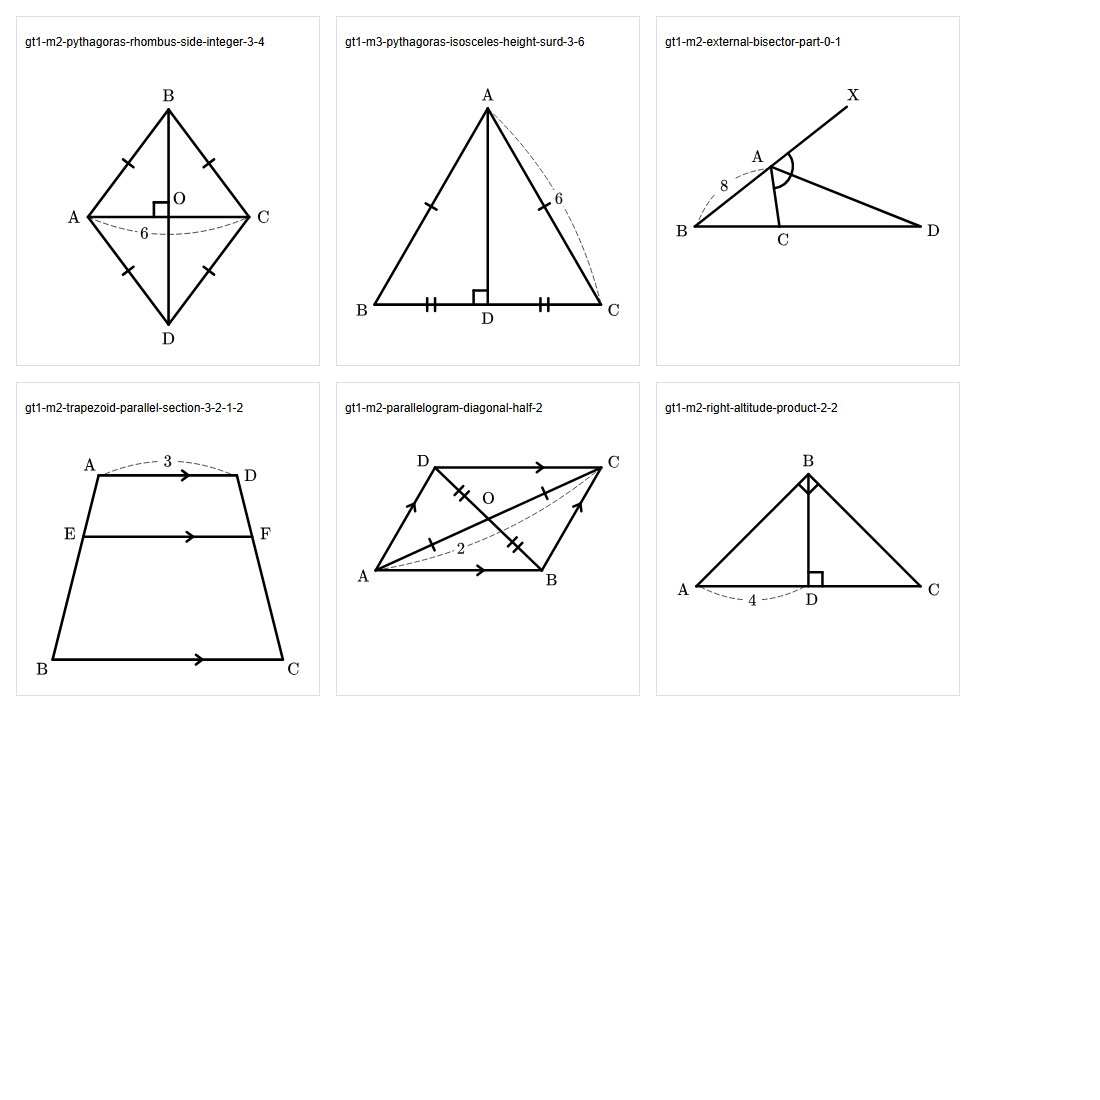 gt1-m2-pythagoras-rhombus-side-integer-3-4
B
O
A
C
6
D
gt1-m3-pythagoras-isosceles-height-surd-3-6
A
6
B
D
C
gt1-m2-external-bisector-part-0-1
X
A
8
B
C
D
gt1-m2-trapezoid-parallel-section-3-2-1-2
A
3
D
E
F
B
C
gt1-m2-parallelogram-diagonal-half-2
D
C
O
2
A
B
gt1-m2-right-altitude-product-2-2
B
A
4
D
C